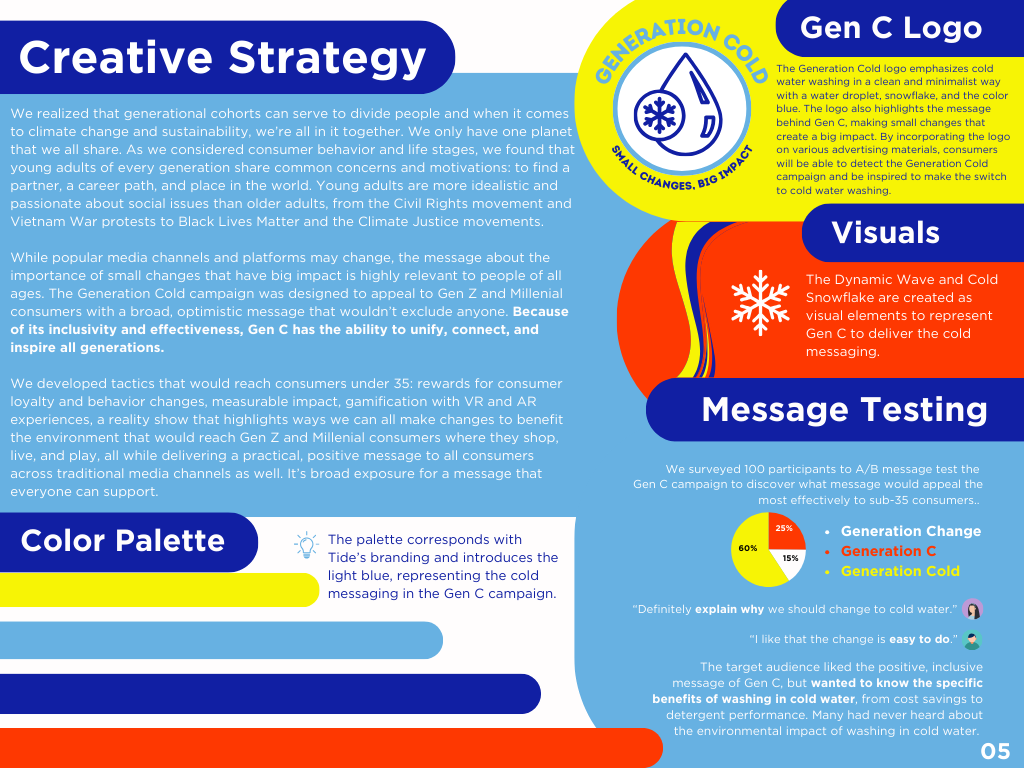 Creative Strategy
We realized that generational cohorts can serve to divide people and when it comes
to climate change and sustainability, we're all in it together. We only have one planet
that we all share. As we considered consumer behavior and life stages, we found that
young adults of every generation share common concerns and motivations: to find a
partner, a career path, and place in the world. Young adults are more idealistic and
passionate about social issues than older adults, from the Civil Rights movement and
Vietnam War protests to Black Lives Matter and the Climate Justice movements.
While popular media channels and platforms may change, the message about the
importance of small changes that have big impact is highly relevant to people of all
ages. The Generation Cold campaign was designed to appeal to Gen Z and Millenial
consumers with a broad, optimistic message that wouldn't exclude anyone. Because
of its inclusivity and effectiveness, Gen C has the ability to unify, connect, and
inspire all generations.
We developed tactics that would reach consumers under 35: rewards for consumer
loyalty and behavior changes, measurable impact, gamification with VR and AR
experiences, a reality show that highlights ways we can all make changes to benefit
the environment that would reach Gen Z and Millenial consumers where they shop,
live, and play, all while delivering a practical, positive message to all consumers
across traditional media channels as well. It's broad exposure for a message that
everyone can support.
Color Palette
The palette corresponds with
Tide's branding and introduces the
light blue, representing the cold
messaging in the Gen C campaign.
GENERATION COLD
SMALL CHANGES, BIG IMPACT
Gen C Logo
The Generation Cold logo emphasizes cold
water washing in a clean and minimalist way
with a water droplet, snowflake, and the color
blue. The logo also highlights the message
behind Gen C, making small changes that
create a big impact. By incorporating the logo
on various advertising materials, consumers
will be able to detect the Generation Cold
campaign and be inspired to make the switch
to cold water washing.
Visuals
The Dynamic Wave and Cold
Snowflake are created as
visual elements to represent
Gen C to deliver the cold
messaging.
Message Testing
We surveyed 100 participants to A/B message test the
Gen C campaign to discover what message would appeal the
most effectively to sub-35 consumers..
25%
60%
15%
• Generation Change
• Generation C
• Generation Cold
"Definitely explain why we should change to cold water."
"I like that the change is easy to do."
The target audience liked the positive, inclusive
message of Gen C, but wanted to know the specific
benefits of washing in cold water, from cost savings to
detergent performance. Many had never heard about
the environmental impact of washing in cold water.
05